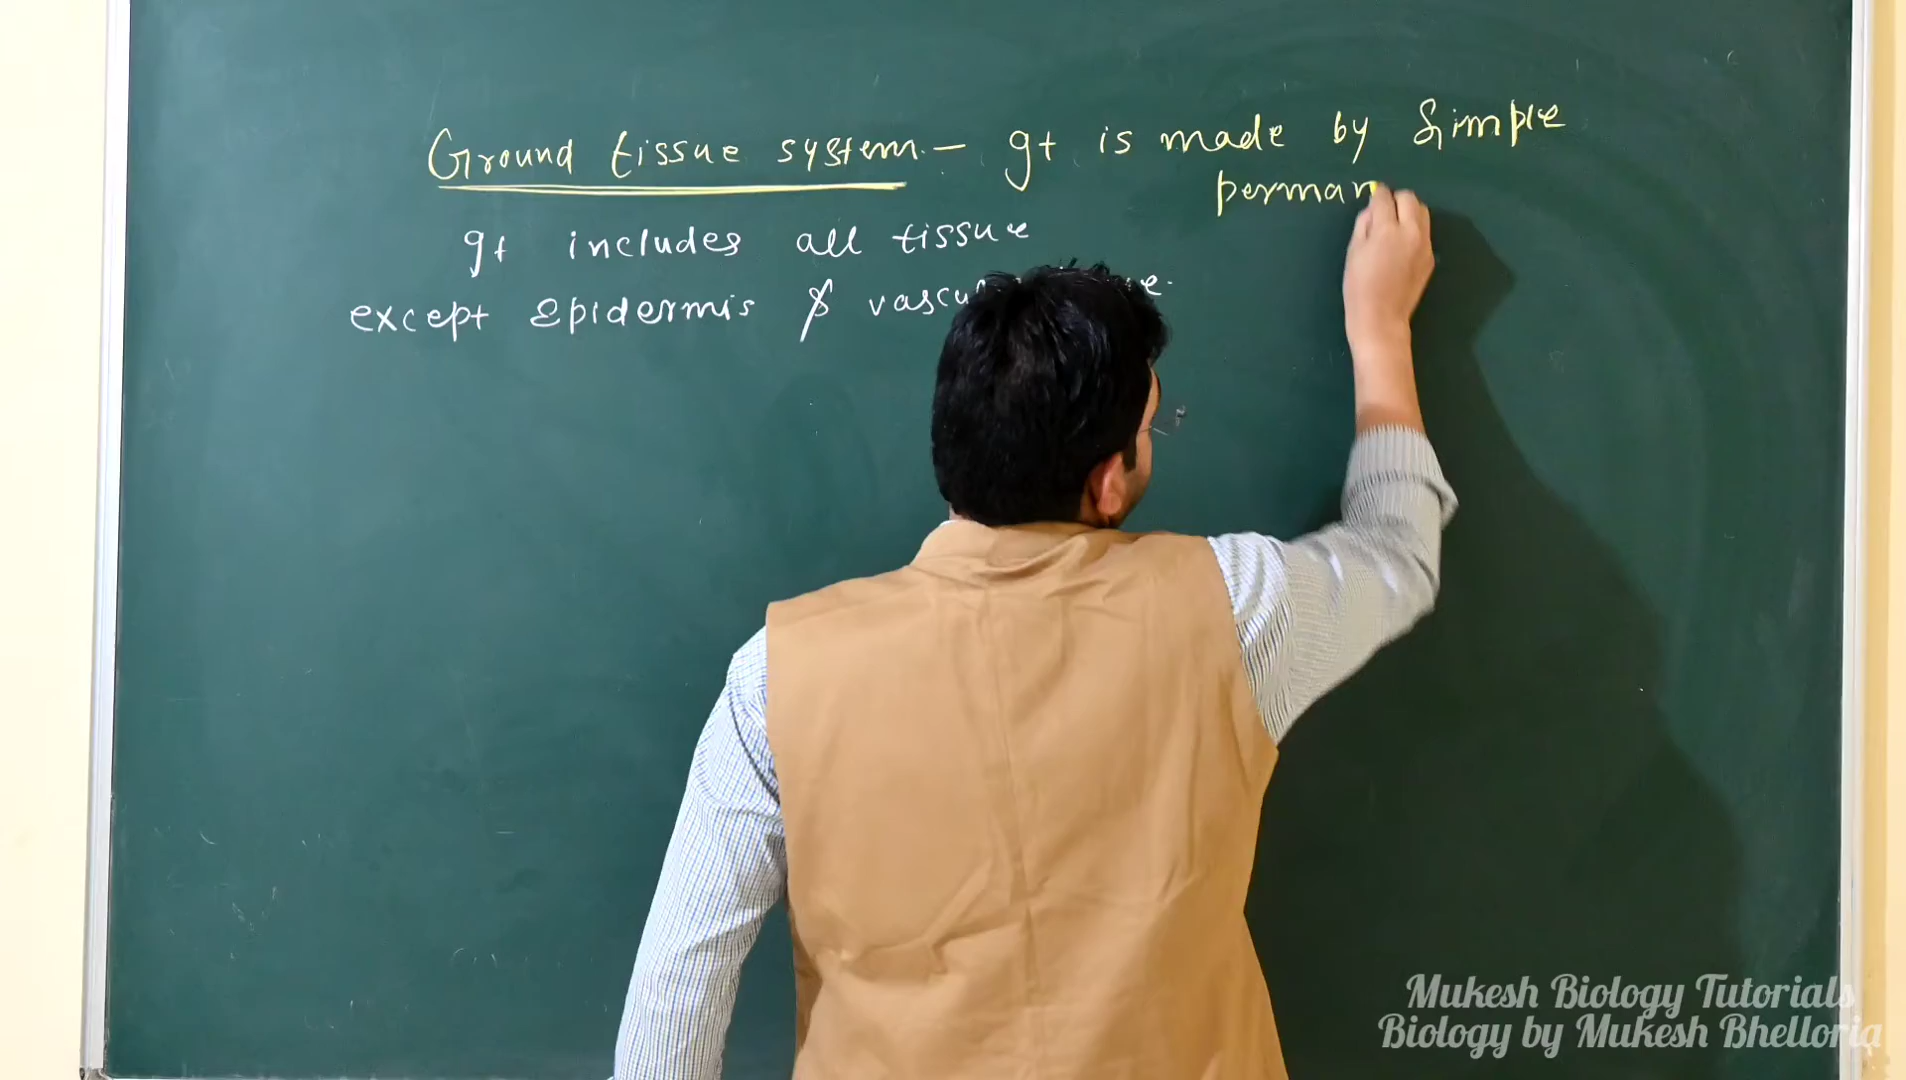 Ground tissue system - gt is made by Simple
perman
gt includes all tissue
except Epidermis & vascu e.
Mukesh Biology Tutorials
Biology by Mukesh Bhelloria